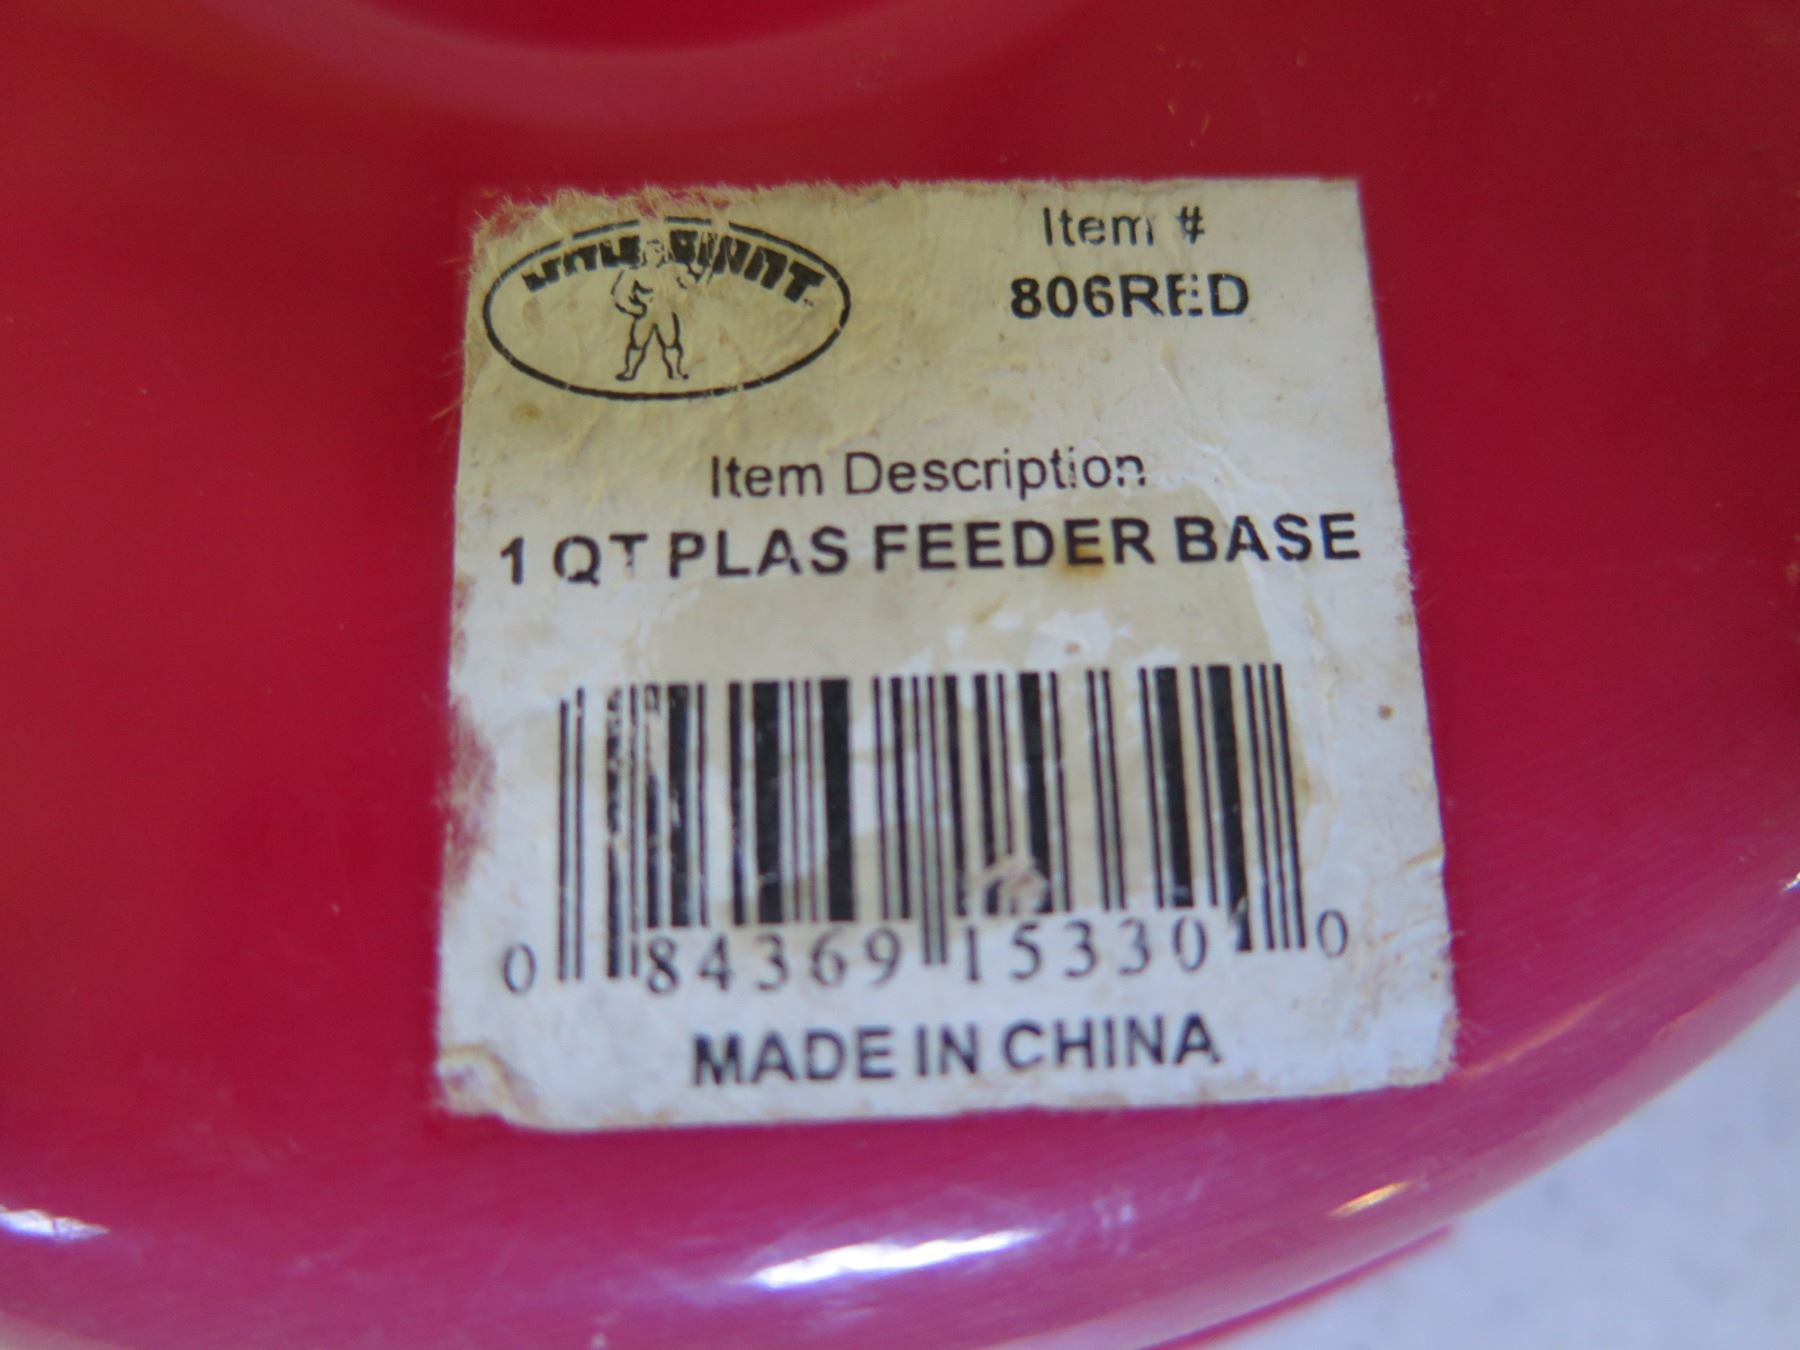 Item #
806RED
Item Description
1 QT PLAS FEEDER BASE
0 84369 15330 0
MADE IN CHINA